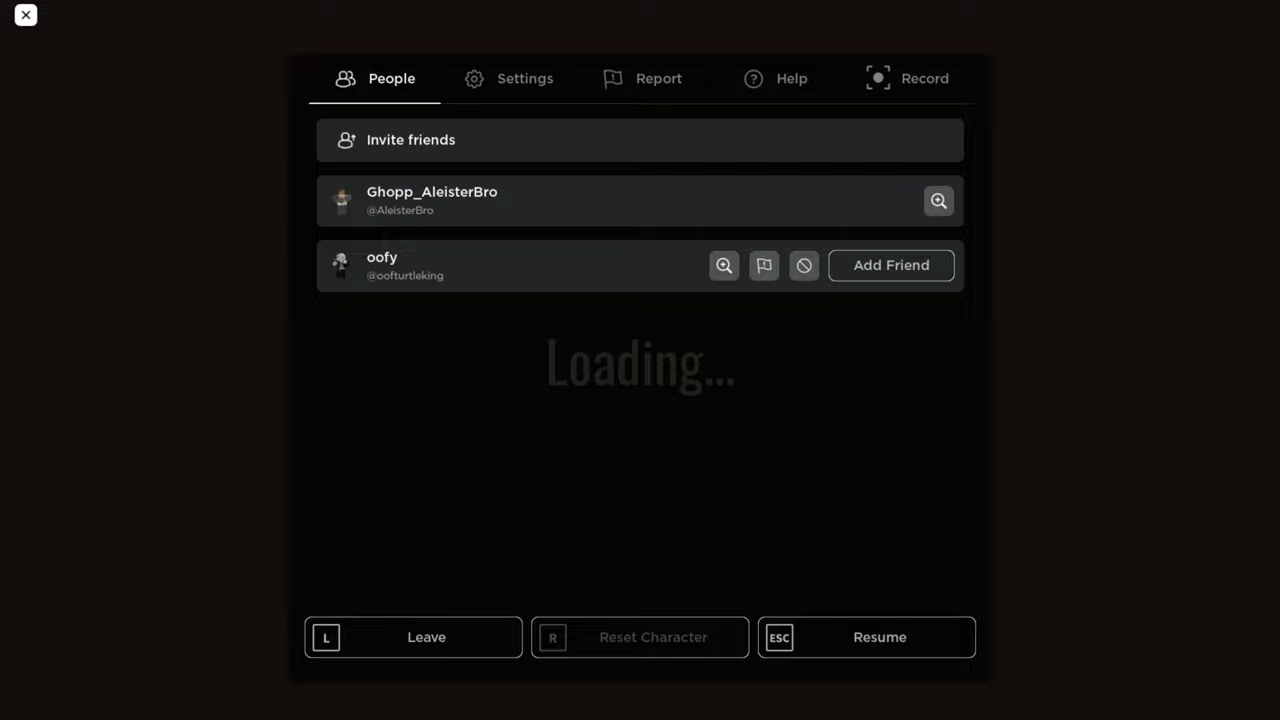 People
Settings
Report
Help
Record
Invite friends
Ghopp_AleisterBro
@AleisterBro
oofy
@oofturtleking
Add Friend
Loading...
L
Leave
R
Reset Character
ESC
Resume